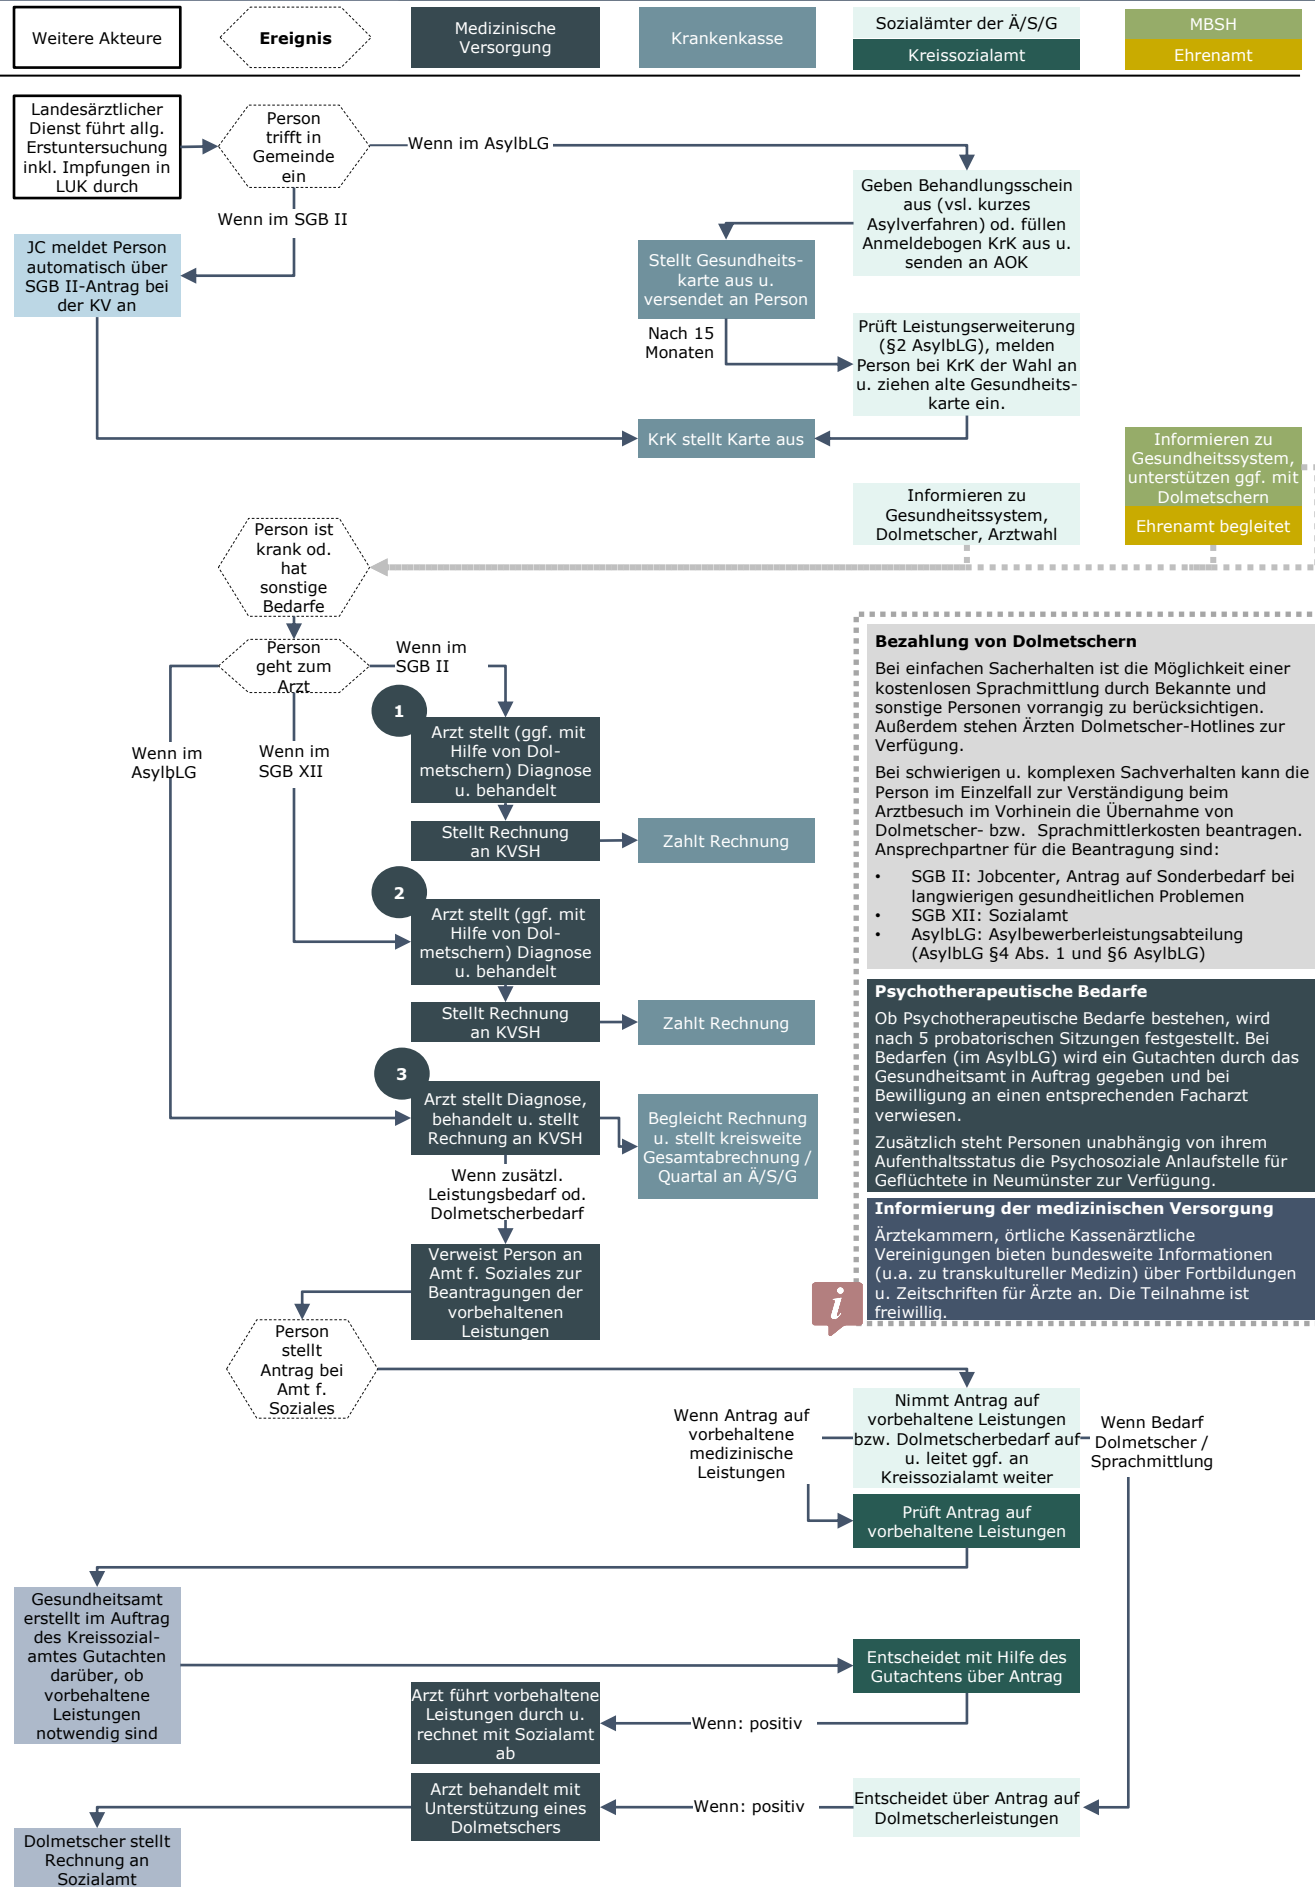 Weitere Akteure
Ereignis
Medizinische
Versorgung
Krankenkasse
Sozialämter der Ä/S/G
Kreissozialamt
MBSH
Ehrenamt
Landesärztlicher
Dienst führt allg.
Erstuntersuchung
inkl. Impfungen in
LUK durch
Person
trifft in
Gemeinde
ein
Wenn im AsylbLG
Wenn im SGB II
Geben Behandlungsschein
aus (vsl. kurzes
Asylverfahren) od. füllen
Anmeldebogen KrK aus u.
senden an AOK
JC meldet Person
automatisch über
SGB II-Antrag bei
der KV an
Stellt Gesundheits-
karte aus u.
versendet an Person
Nach 15
Monaten
Prüft Leistungserweiterung
(§2 AsylbLG), melden
Person bei KrK der Wahl an
u. ziehen alte Gesundheits-
karte ein.
KrK stellt Karte aus
Informieren zu
Gesundheitssystem,
unterstützen ggf. mit
Dolmetschern
Ehrenamt begleitet
Informieren zu
Gesundheitssystem,
Dolmetscher, Arztwahl
Person ist
krank od.
hat
sonstige
Bedarfe
Person
geht zum
Arzt
Wenn im
SGB II
Wenn im
AsylbLG
Wenn im
SGB XII
1
Arzt stellt (ggf. mit
Hilfe von Dol-
metschern) Diagnose
u. behandelt
Stellt Rechnung
an KVSH
Zahlt Rechnung
2
Arzt stellt (ggf. mit
Hilfe von Dol-
metschern) Diagnose
u. behandelt
Stellt Rechnung
an KVSH
Zahlt Rechnung
3
Arzt stellt Diagnose,
behandelt u. stellt
Rechnung an KVSH
Begleicht Rechnung
u. stellt kreisweite
Gesamtabrechnung /
Quartal an Ä/S/G
Wenn zusätzl.
Leistungsbedarf od.
Dolmetscherbedarf
Verweist Person an
Amt f. Soziales zur
Beantragungen der
vorbehaltenen
Leistungen
Bezahlung von Dolmetschern
Bei einfachen Sacherhalten ist die Möglichkeit einer
kostenlosen Sprachmittlung durch Bekannte und
sonstige Personen vorrangig zu berücksichtigen.
Außerdem stehen Ärzten Dolmetscher-Hotlines zur
Verfügung.
Bei schwierigen u. komplexen Sachverhalten kann die
Person im Einzelfall zur Verständigung beim
Arztbesuch im Vorhinein die Übernahme von
Dolmetscher- bzw. Sprachmittlerkosten beantragen.
Ansprechpartner für die Beantragung sind:
• SGB II: Jobcenter, Antrag auf Sonderbedarf bei
langwierigen gesundheitlichen Problemen
• SGB XII: Sozialamt
• AsylbLG: Asylbewerberleistungsabteilung
(AsylbLG §4 Abs. 1 und §6 AsylbLG)
Psychotherapeutische Bedarfe
Ob Psychotherapeutische Bedarfe bestehen, wird
nach 5 probatorischen Sitzungen festgestellt. Bei
Bedarfen (im AsylbLG) wird ein Gutachten durch das
Gesundheitsamt in Auftrag gegeben und bei
Bewilligung an einen entsprechenden Facharzt
verwiesen.
Zusätzlich steht Personen unabhängig von ihrem
Aufenthaltsstatus die Psychosoziale Anlaufstelle für
Geflüchtete in Neumünster zur Verfügung.
Informierung der medizinischen Versorgung
Ärztekammern, örtliche Kassenärztliche
Vereinigungen bieten bundesweite Informationen
(u.a. zu transkultureller Medizin) über Fortbildungen
u. Zeitschriften für Ärzte an. Die Teilnahme ist
freiwillig.
i
Person
stellt
Antrag bei
Amt f.
Soziales
Wenn Antrag auf
vorbehaltene
medizinische
Leistungen
Nimmt Antrag auf
vorbehaltene Leistungen
bzw. Dolmetscherbedarf auf
u. leitet ggf. an
Kreissozialamt weiter
Wenn Bedarf
Dolmetscher /
Sprachmittlung
Prüft Antrag auf
vorbehaltene Leistungen
Gesundheitsamt
erstellt im Auftrag
des Kreissozial-
amtes Gutachten
darüber, ob
vorbehaltene
Leistungen
notwendig sind
Entscheidet mit Hilfe des
Gutachtens über Antrag
Arzt führt vorbehaltene
Leistungen durch u.
rechnet mit Sozialamt
ab
Wenn: positiv
Arzt behandelt mit
Unterstützung eines
Dolmetschers
Wenn: positiv
Entscheidet über Antrag auf
Dolmetscherleistungen
Dolmetscher stellt
Rechnung an
Sozialamt